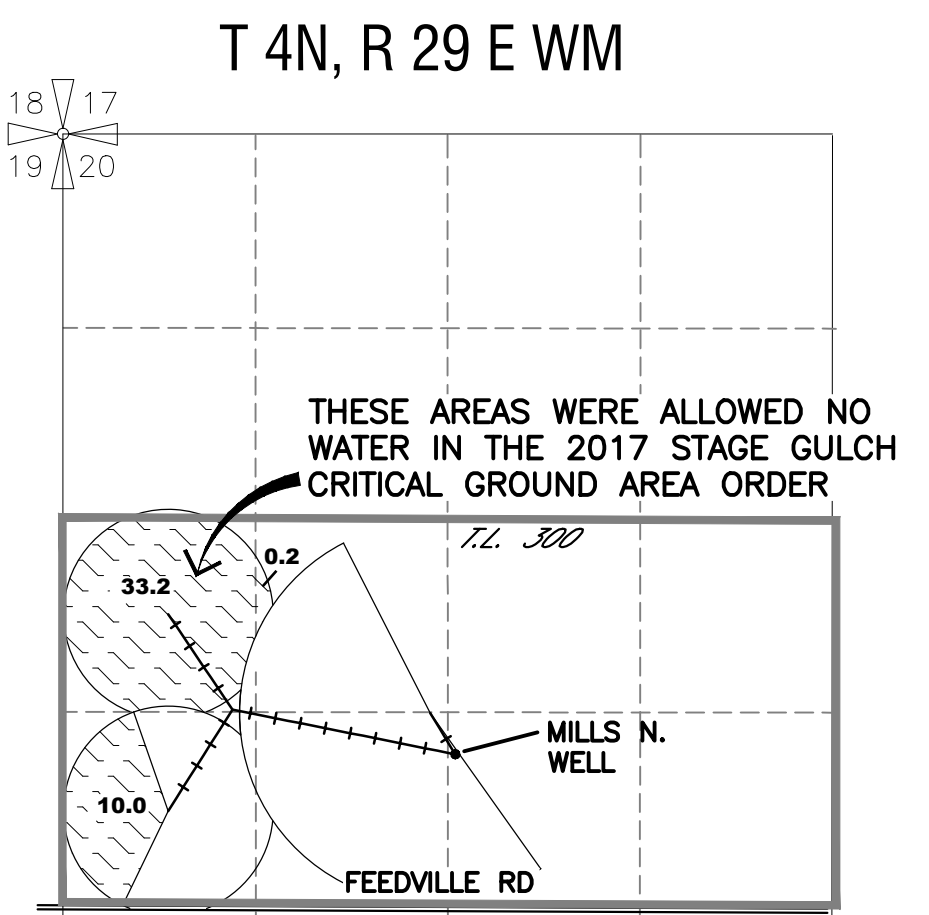 T 4N, R 29 E WM
18 17
19 20
THESE AREAS WERE ALLOWED NO
WATER IN THE 2017 STAGE GULCH
CRITICAL GROUND AREA ORDER
T.L. 300
0.2
33.2
MILLS N.
WELL
10.0
FEEDVILLE RD